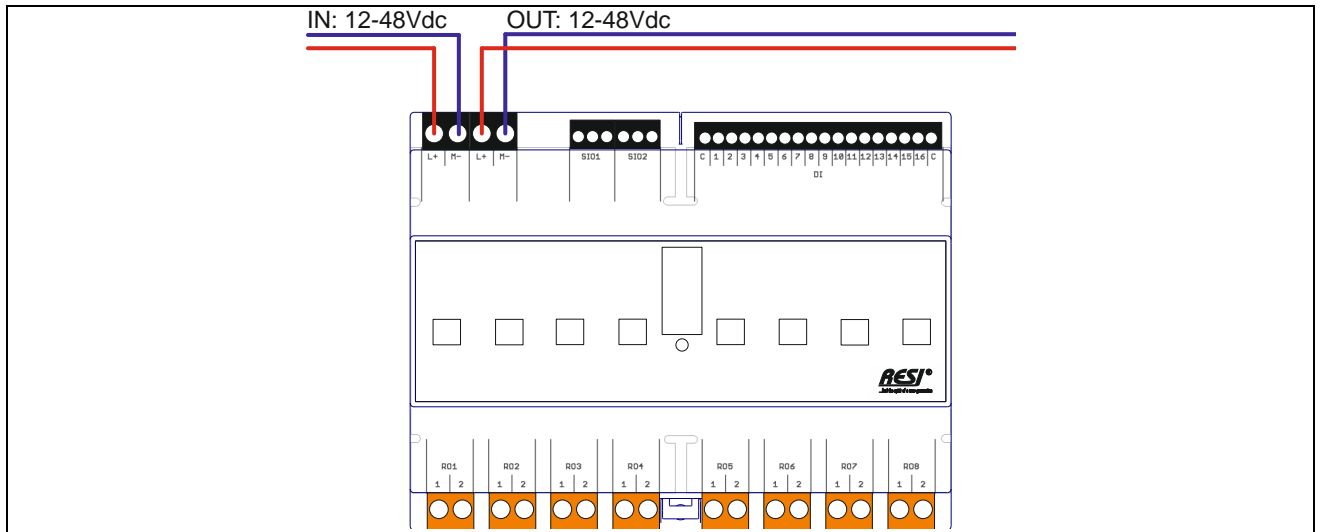 IN: 12-48Vdc OUT: 12-48Vdc
L+ M- L+ M- SIO1 SIO2 C 1 2 3 4 5 6 7 8 9 10 11 12 13 14 15 16 C
DI
RESI®
RO1 RO2 RO3 RO4 RO5 RO6 RO7 RO8
1 2 1 2 1 2 1 2 1 2 1 2 1 2 1 2